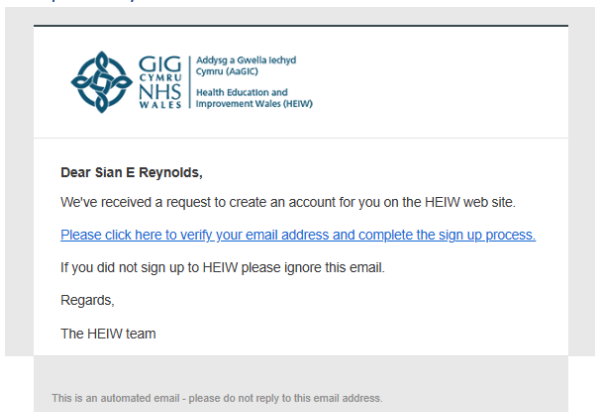 GIG
CYMRU
NHS
WALES
Addysg a Gwella Iechyd
Cymru (AaGIC)
Health Education and
Improvement Wales (HEIW)
Dear Sian E Reynolds,
We've received a request to create an account for you on the HEIW web site.
Please click here to verify your email address and complete the sign up process.
If you did not sign up to HEIW please ignore this email.
Regards,
The HEIW team
This is an automated email - please do not reply to this email address.